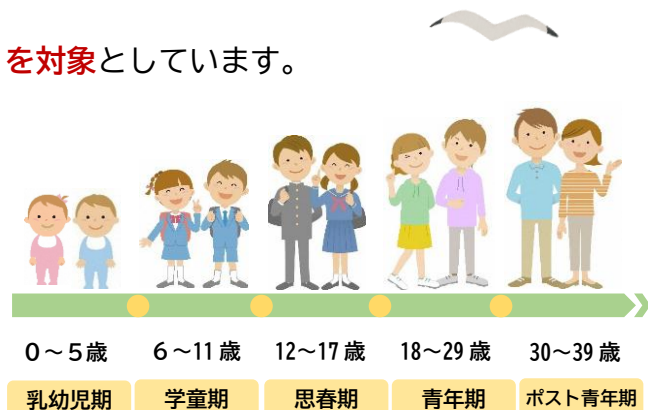 を対象としています。
０～５歳 ６～11歳 12～17歳 18～29歳 30～39歳
乳幼児期 学童期 思春期 青年期 ポスト青年期